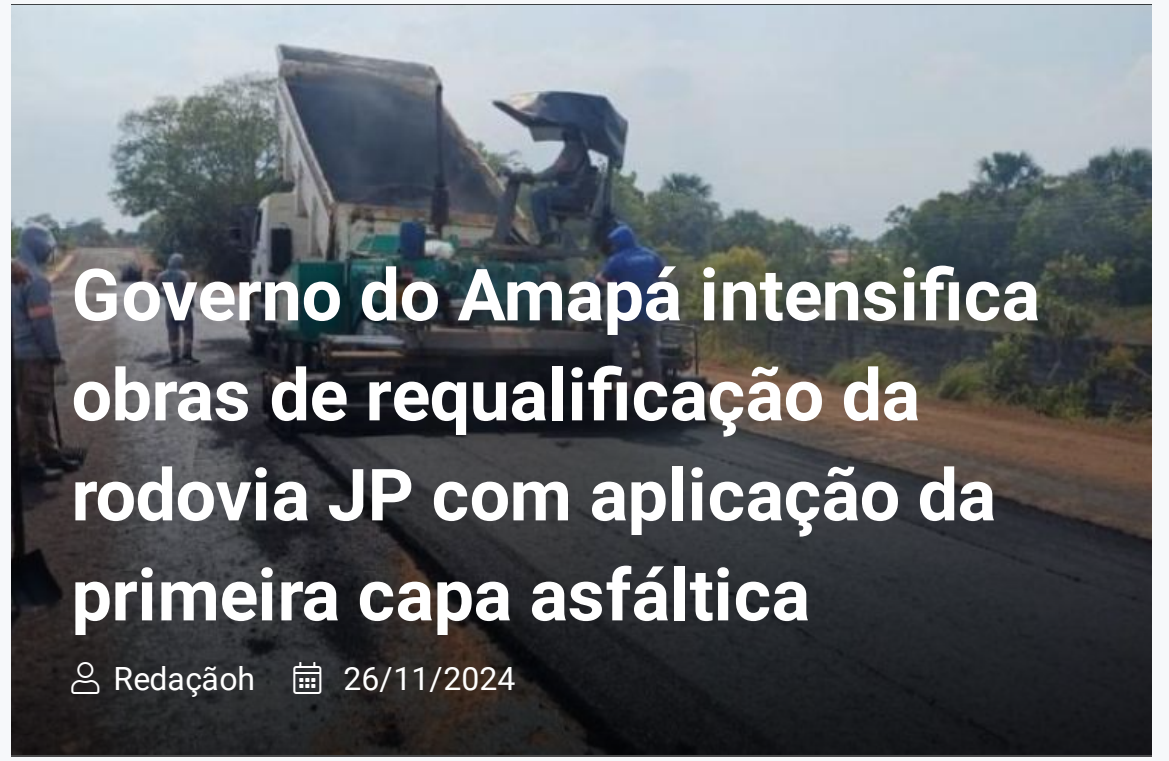 Governo do Amapá intensifica
obras de requalificação da
rodovia JP com aplicação da
primeira capa asfáltica
Redaçãoh 26/11/2024